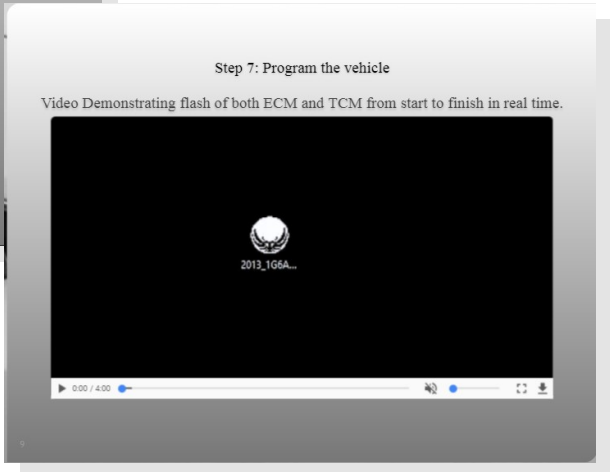 Step 7: Program the vehicle
Video Demonstrating flash of both ECM and TCM from start to finish in real time.
2013_1G6A...
0:00 / 4:00
9